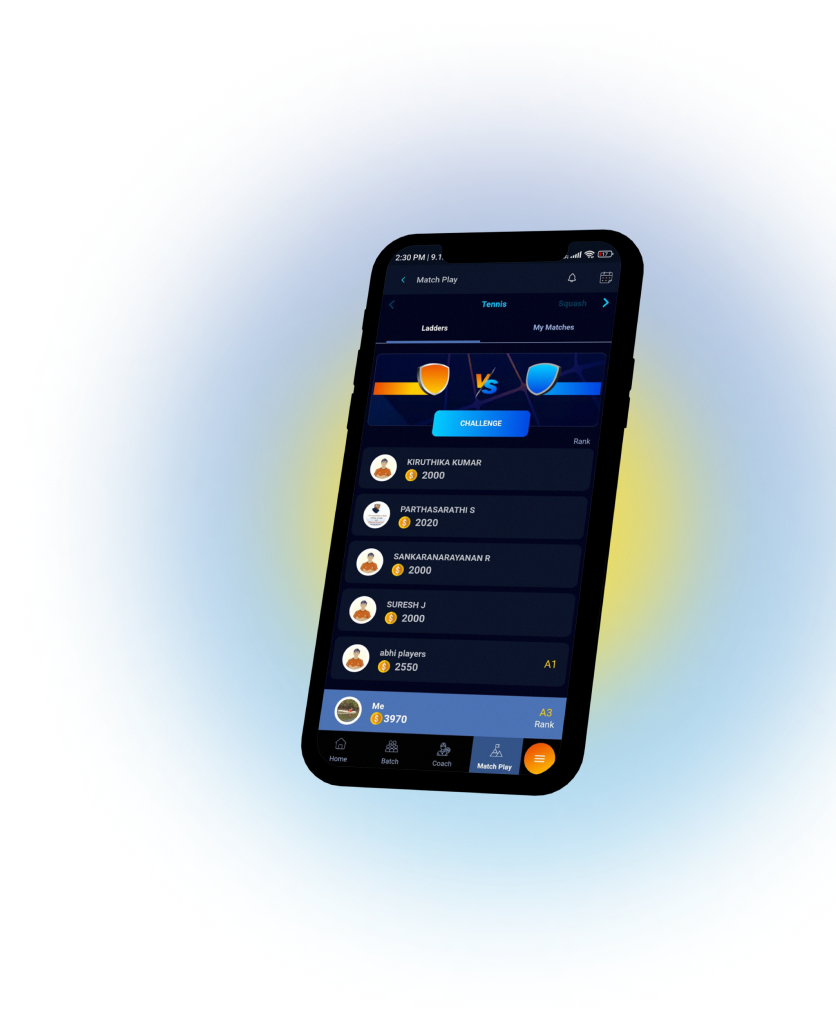 2:30 PM | 9.1.
17
Match Play
Tennis
Squash
Ladders
My Matches
VS
CHALLENGE
Rank
KIRUTHIKA KUMAR
$ 2000
PARTHASARATHI S
$ 2020
SANKARANARAYANAN R
$ 2000
SURESH J
$ 2000
abhi players
$ 2550
A1
Me
$ 3970
A3
Rank
Home
Batch
Coach
Match Play